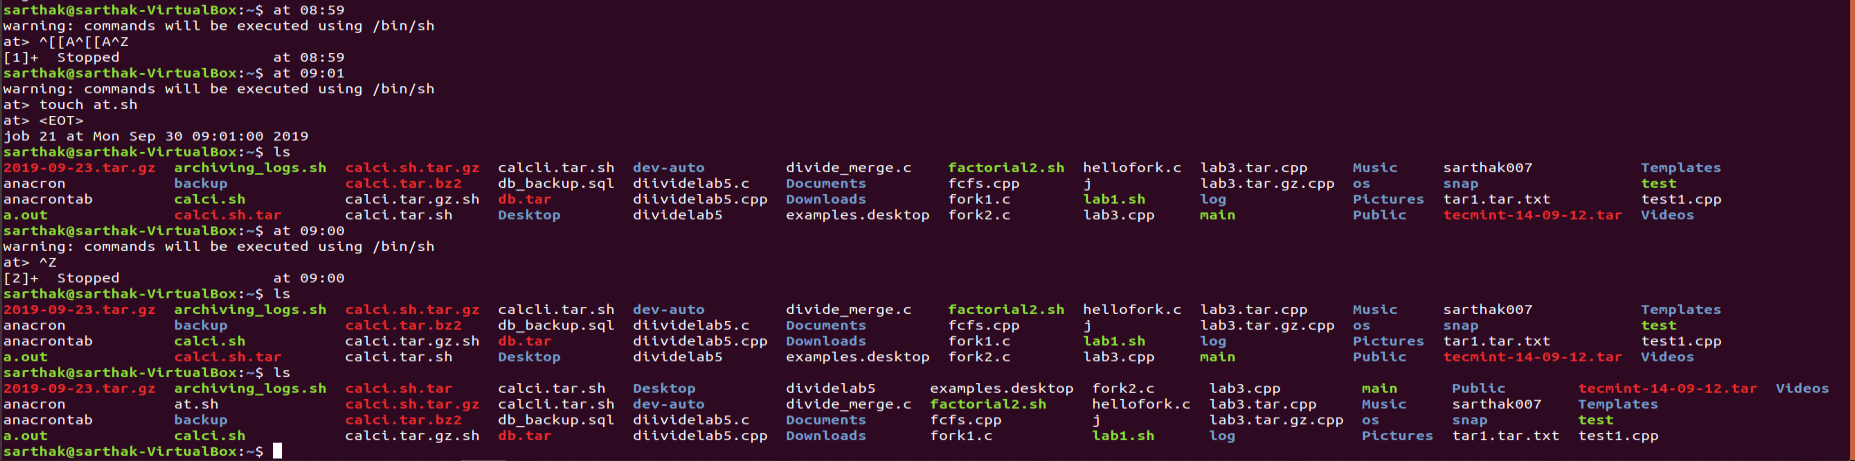 sarthak@sarthak-VirtualBox:~$ at 08:59
warning: commands will be executed using /bin/sh
at> ^[[A^[[A^Z
[1]+  Stopped                 at 08:59
sarthak@sarthak-VirtualBox:~$ at 09:01
warning: commands will be executed using /bin/sh
at> touch at.sh
at> <EOT>
job 21 at Mon Sep 30 09:01:00 2019
sarthak@sarthak-VirtualBox:~$ ls
2019-09-23.tar.gz  archiving_logs.sh  calci.sh.tar.gz  calcli.tar.sh  dev-auto  divide_merge.c  factorial2.sh  hellofork.c  lab3.tar.cpp  Music  sarthak007  Templates
anacron  backup  calci.tar.bz2  db_backup.sql  diividelab5.c  Documents  fcfs.cpp  j  lab3.tar.gz.cpp  os  snap  test
anacrontab  calci.sh  calci.tar.gz.sh  db.tar  diividelab5.cpp  Downloads  fork1.c  lab1.sh  log  Pictures  tar1.tar.txt  test1.cpp
a.out  calci.sh.tar  calci.tar.sh  Desktop  dividelab5  examples.desktop  fork2.c  lab3.cpp  main  Public  tecmint-14-09-12.tar  Videos
sarthak@sarthak-VirtualBox:~$ at 09:00
warning: commands will be executed using /bin/sh
at> ^Z
[2]+  Stopped                 at 09:00
sarthak@sarthak-VirtualBox:~$ ls
2019-09-23.tar.gz  archiving_logs.sh  calci.sh.tar.gz  calcli.tar.sh  dev-auto  divide_merge.c  factorial2.sh  hellofork.c  lab3.tar.cpp  Music  sarthak007  Templates
anacron  backup  calci.tar.bz2  db_backup.sql  diividelab5.c  Documents  fcfs.cpp  j  lab3.tar.gz.cpp  os  snap  test
anacrontab  calci.sh  calci.tar.gz.sh  db.tar  diividelab5.cpp  Downloads  fork1.c  lab1.sh  log  Pictures  tar1.tar.txt  test1.cpp
a.out  calci.sh.tar  calci.tar.sh  Desktop  dividelab5  examples.desktop  fork2.c  lab3.cpp  main  Public  tecmint-14-09-12.tar  Videos
sarthak@sarthak-VirtualBox:~$ ls
2019-09-23.tar.gz  archiving_logs.sh  calci.sh.tar  calci.tar.sh  Desktop  dividelab5  examples.desktop  fork2.c  lab3.cpp  main  Public  tecmint-14-09-12.tar  Videos
anacron  at.sh  calci.sh.tar.gz  calcli.tar.sh  dev-auto  divide_merge.c  factorial2.sh  hellofork.c  lab3.tar.cpp  Music  sarthak007  Templates
anacrontab  backup  calci.tar.bz2  db_backup.sql  diividelab5.c  Documents  fcfs.cpp  j  lab3.tar.gz.cpp  os  snap  test
a.out  calci.sh  calci.tar.gz.sh  db.tar  diividelab5.cpp  Downloads  fork1.c  lab1.sh  log  Pictures  tar1.tar.txt  test1.cpp
sarthak@sarthak-VirtualBox:~$